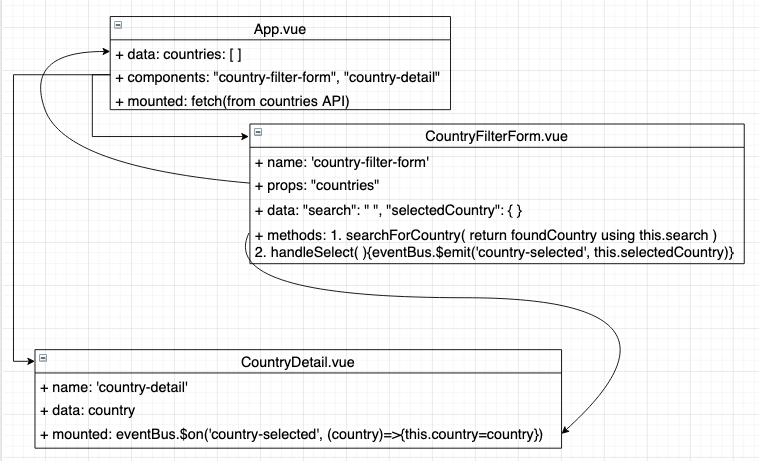 App.vue
+ data: countries: [ ]
+ components: "country-filter-form", "country-detail"
+ mounted: fetch(from countries API)
CountryFilterForm.vue
+ name: 'country-filter-form'
+ props: "countries"
+ data: "search": " ", "selectedCountry": { }
+ methods: 1. searchForCountry( return foundCountry using this.search )
2. handleSelect( ){eventBus.$emit('country-selected', this.selectedCountry)}
CountryDetail.vue
+ name: 'country-detail'
+ data: country
+ mounted: eventBus.$on('country-selected', (country)=>{this.country=country})